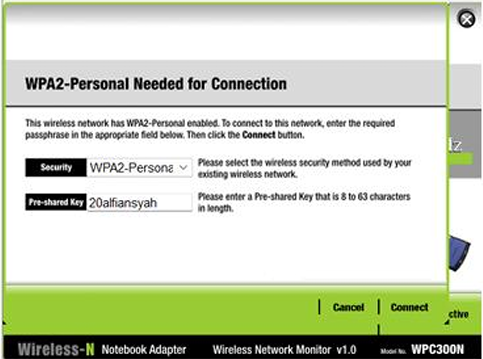 WPA2-Personal Needed for Connection
This wireless network has WPA2-Personal enabled. To connect to this network, enter the required
passphrase in the appropriate field below. Then click the Connect button.
Security WPA2-Persona Please select the wireless security method used by your
existing wireless network.
Pre-shared Key 20alfiansyah Please enter a Pre-shared Key that is 8 to 63 characters
in length.
Cancel Connect
Wireless-N Notebook Adapter Wireless Network Monitor v1.0 Model No. WPC300N